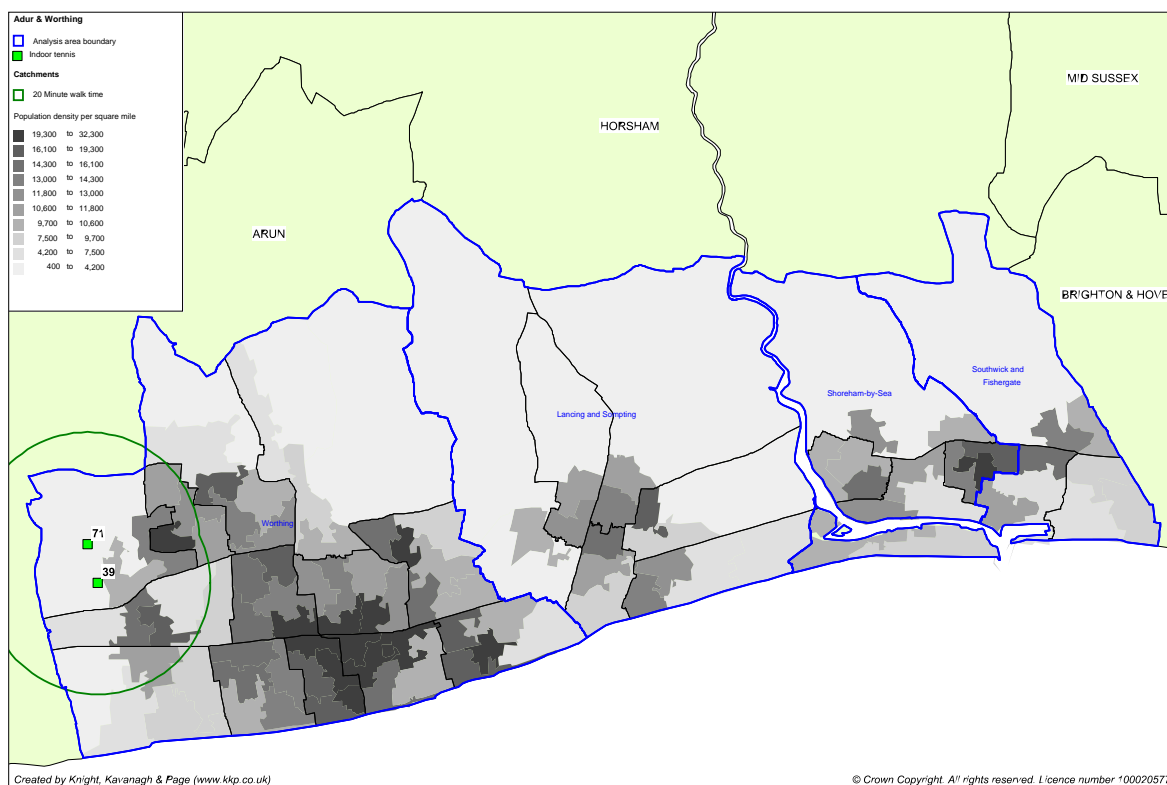 Adur & Worthing
Analysis area boundary
Indoor tennis
Catchments
20 Minute walk time
Population density per square mile
19,300 to 32,300
16,100 to 19,300
14,300 to 16,100
13,000 to 14,300
11,800 to 13,000
10,600 to 11,800
9,700 to 10,600
7,500 to 9,700
4,200 to 7,500
400 to 4,200
MID SUSSEX
HORSHAM
ARUN
BRIGHTON & HOVE
Southwick and
Fishergate
Shoreham-by-Sea
Lancing and Sompting
Worthing
71
39
Created by Knight, Kavanagh & Page (www.kkp.co.uk)
© Crown Copyright. All rights reserved. Licence number 100020577